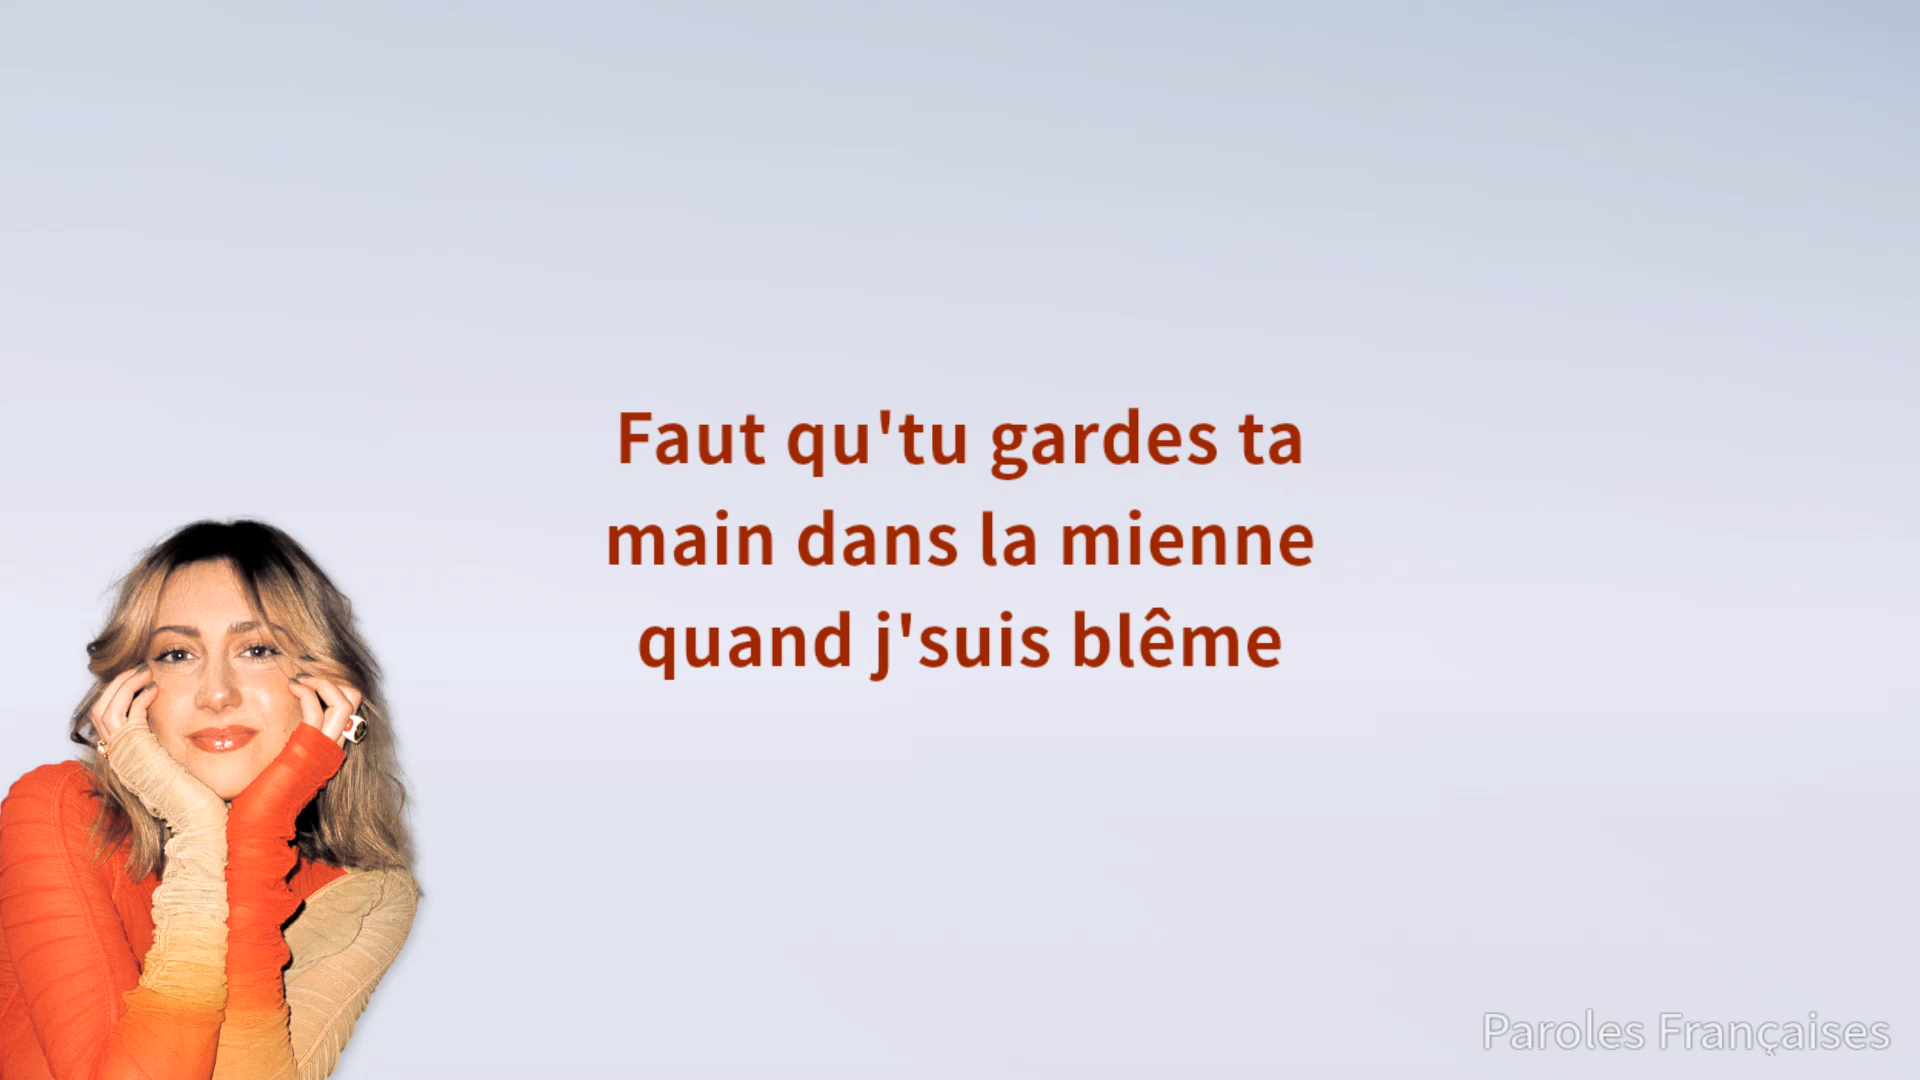 Faut qu'tu gardes ta
main dans la mienne
quand j'suis blême
Paroles Françaises